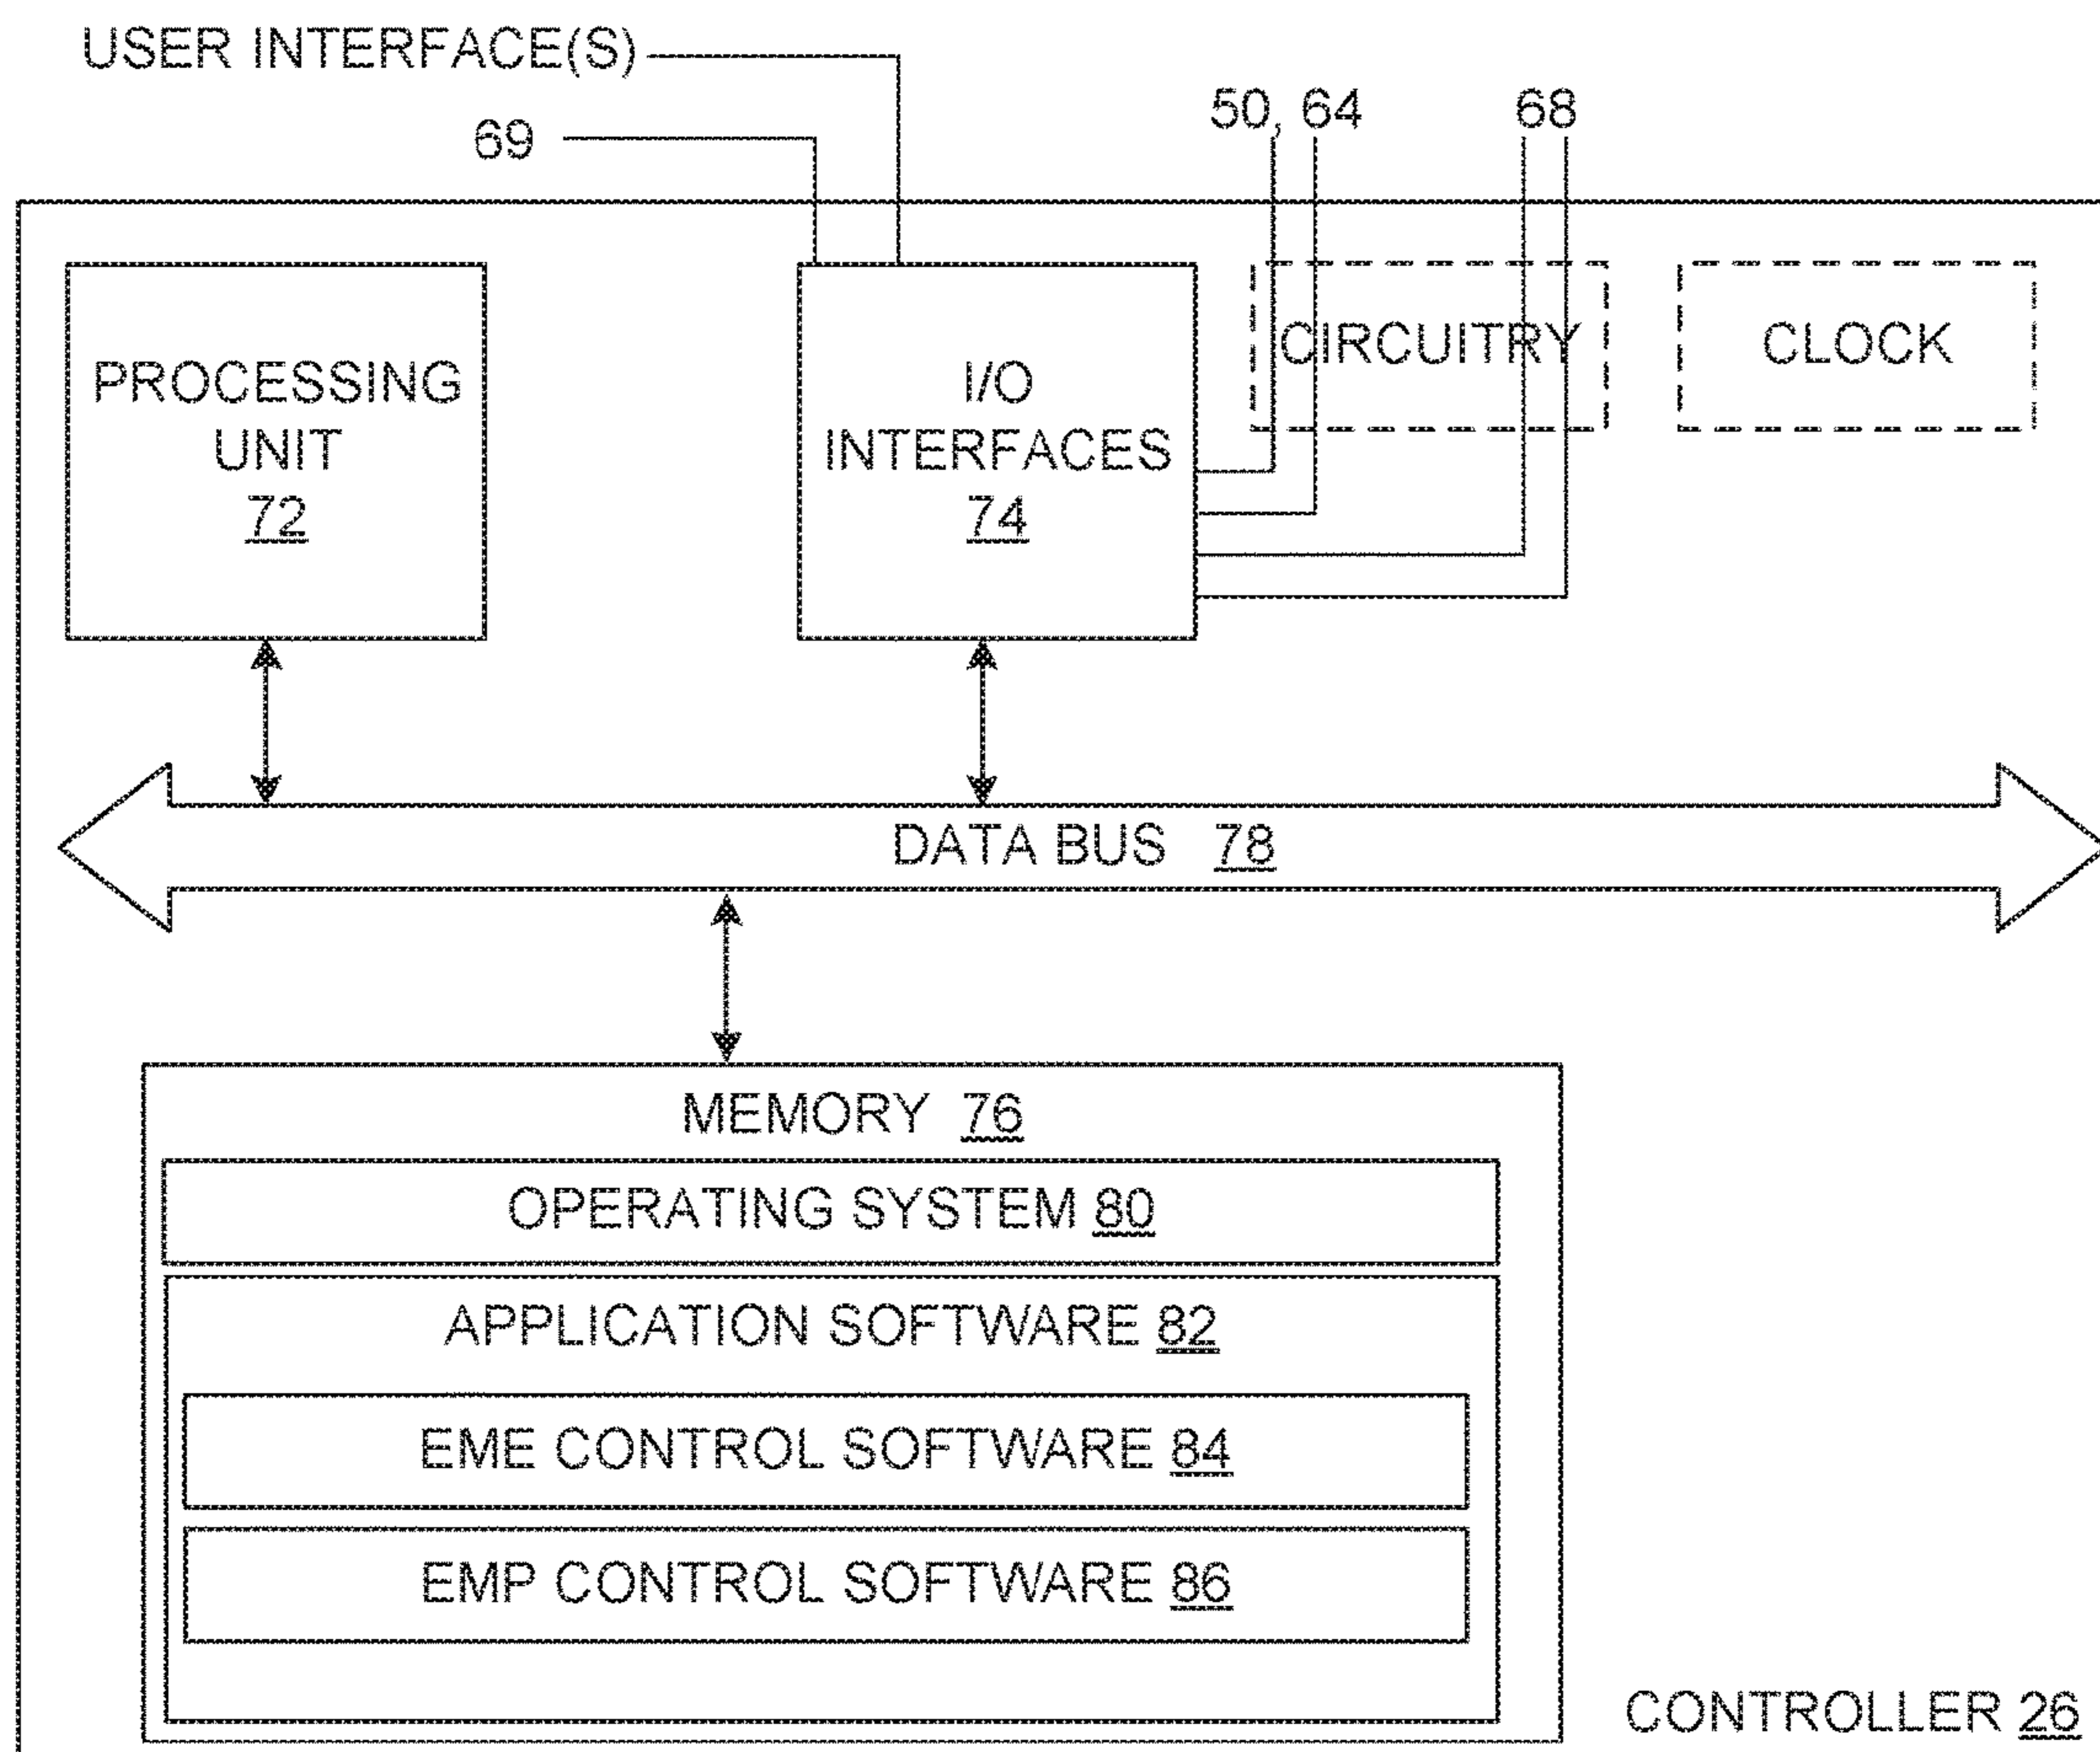 USER INTERFACE(S)
69
50, 64
68
PROCESSING
UNIT
72
I/O
INTERFACES
74
CIRCUITRY
CLOCK
DATA BUS 78
MEMORY 76
OPERATING SYSTEM 80
APPLICATION SOFTWARE 82
EME CONTROL SOFTWARE 84
EMP CONTROL SOFTWARE 86
CONTROLLER 26